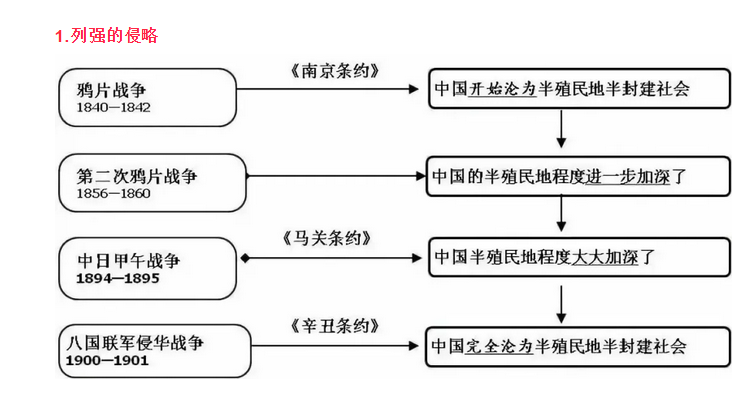 1.列强的侵略
鸦片战争
1840—1842
《南京条约》
中国开始沦为半殖民地半封建社会
第二次鸦片战争
1856—1860
中国的半殖民地程度进一步加深了
中日甲午战争
1894—1895
《马关条约》
中国半殖民地程度大大加深了
八国联军侵华战争
1900—1901
《辛丑条约》
中国完全沦为半殖民地半封建社会